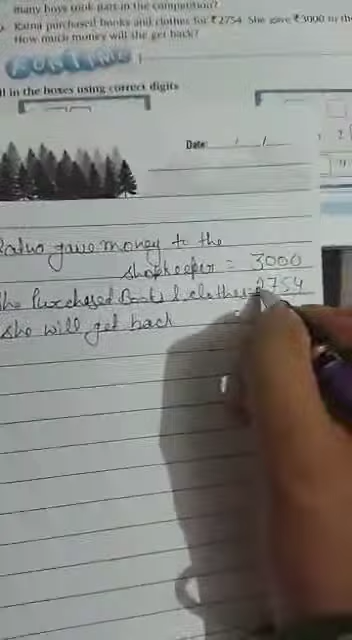 many boys took part in the competition?
Ratna purchased books and clothes for ₹2754. She gave ₹3000 to the
How much money will she get back?
in the boxes using correct digits
Date: / /
Ratna gave money to the
shopkeeper = 3000
She Purchased Books & clothes = 2754
She will get back